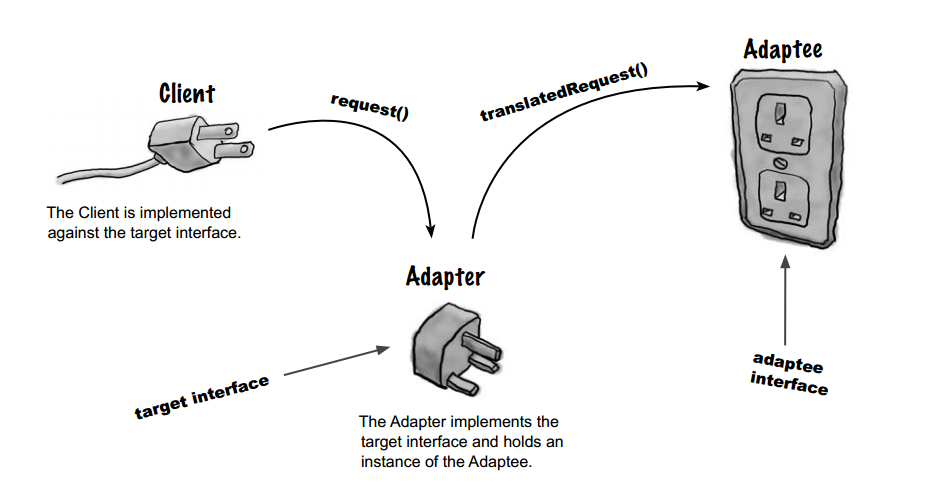 Adaptee
Client
request()
translatedRequest()
The Client is implemented
against the target interface.
Adapter
target interface
adaptee
interface
The Adapter implements the
target interface and holds an
instance of the Adaptee.